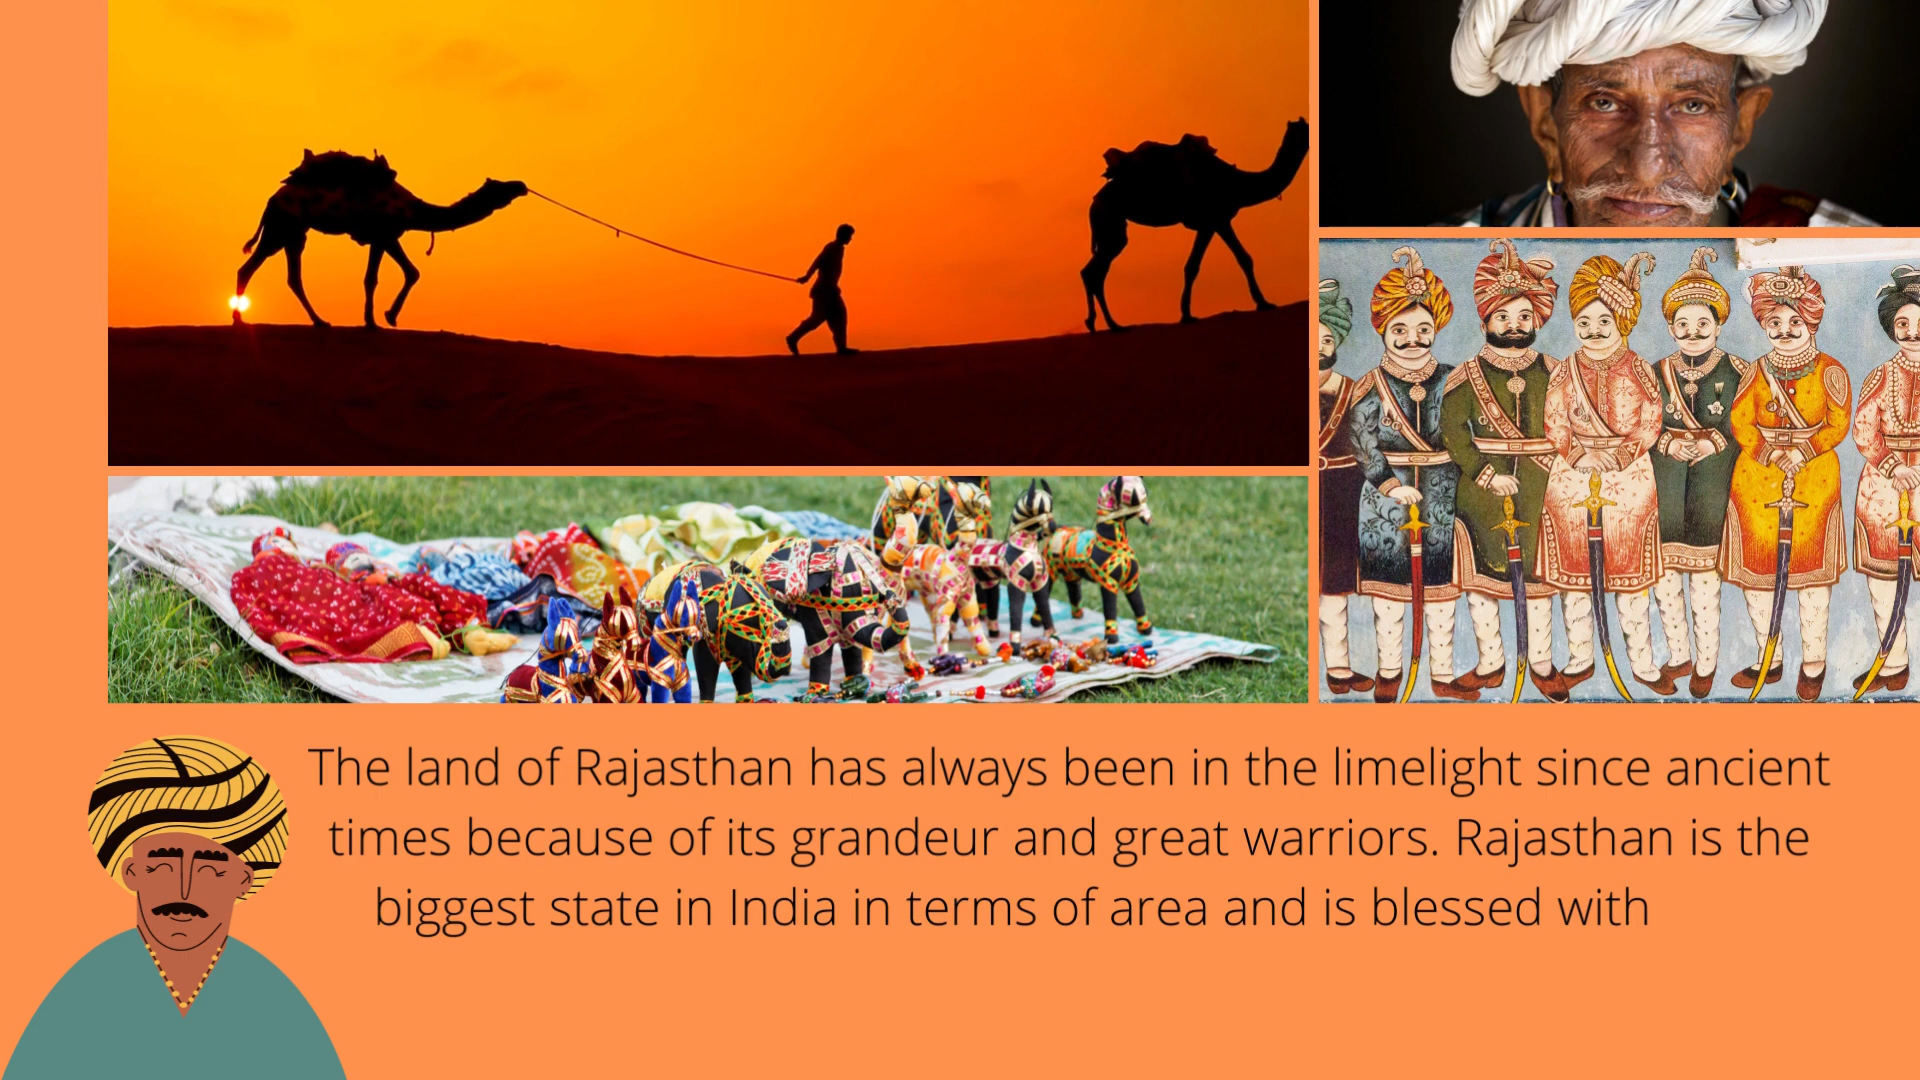 The land of Rajasthan has always been in the limelight since ancient
times because of its grandeur and great warriors. Rajasthan is the
biggest state in India in terms of area and is blessed with